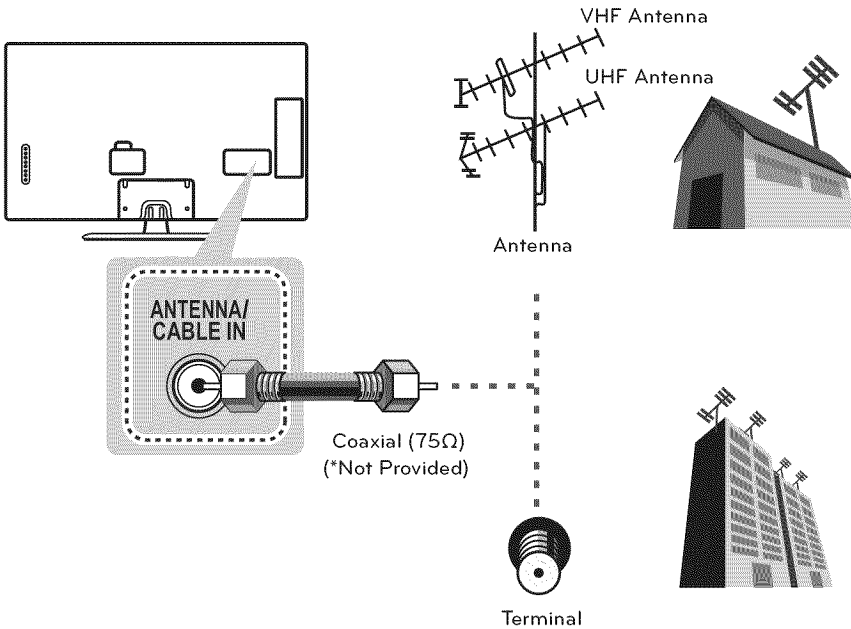 VHF Antenna
UHF Antenna
Antenna
ANTENNA/
CABLE IN
Coaxial (75Ω)
(*Not Provided)
Terminal